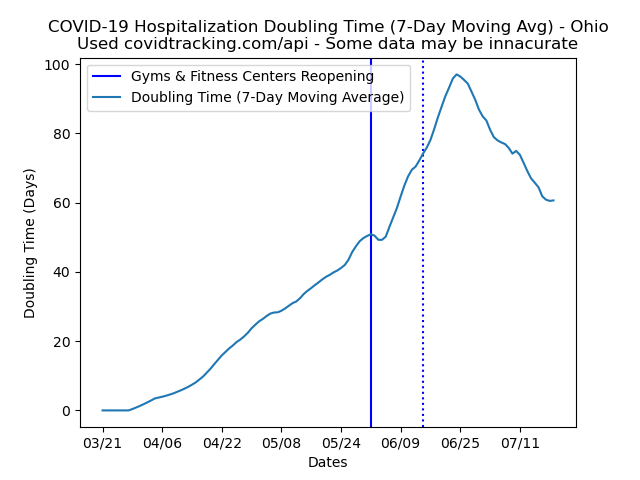 COVID-19 Hospitalization Doubling Time (7-Day Moving Avg) - Ohio
Used covidtracking.com/api - Some data may be innacurate
Gyms & Fitness Centers Reopening
Doubling Time (7-Day Moving Average)
Doubling Time (Days)
100
80
60
40
20
0
03/21 04/06 04/22 05/08 05/24 06/09 06/25 07/11
Dates